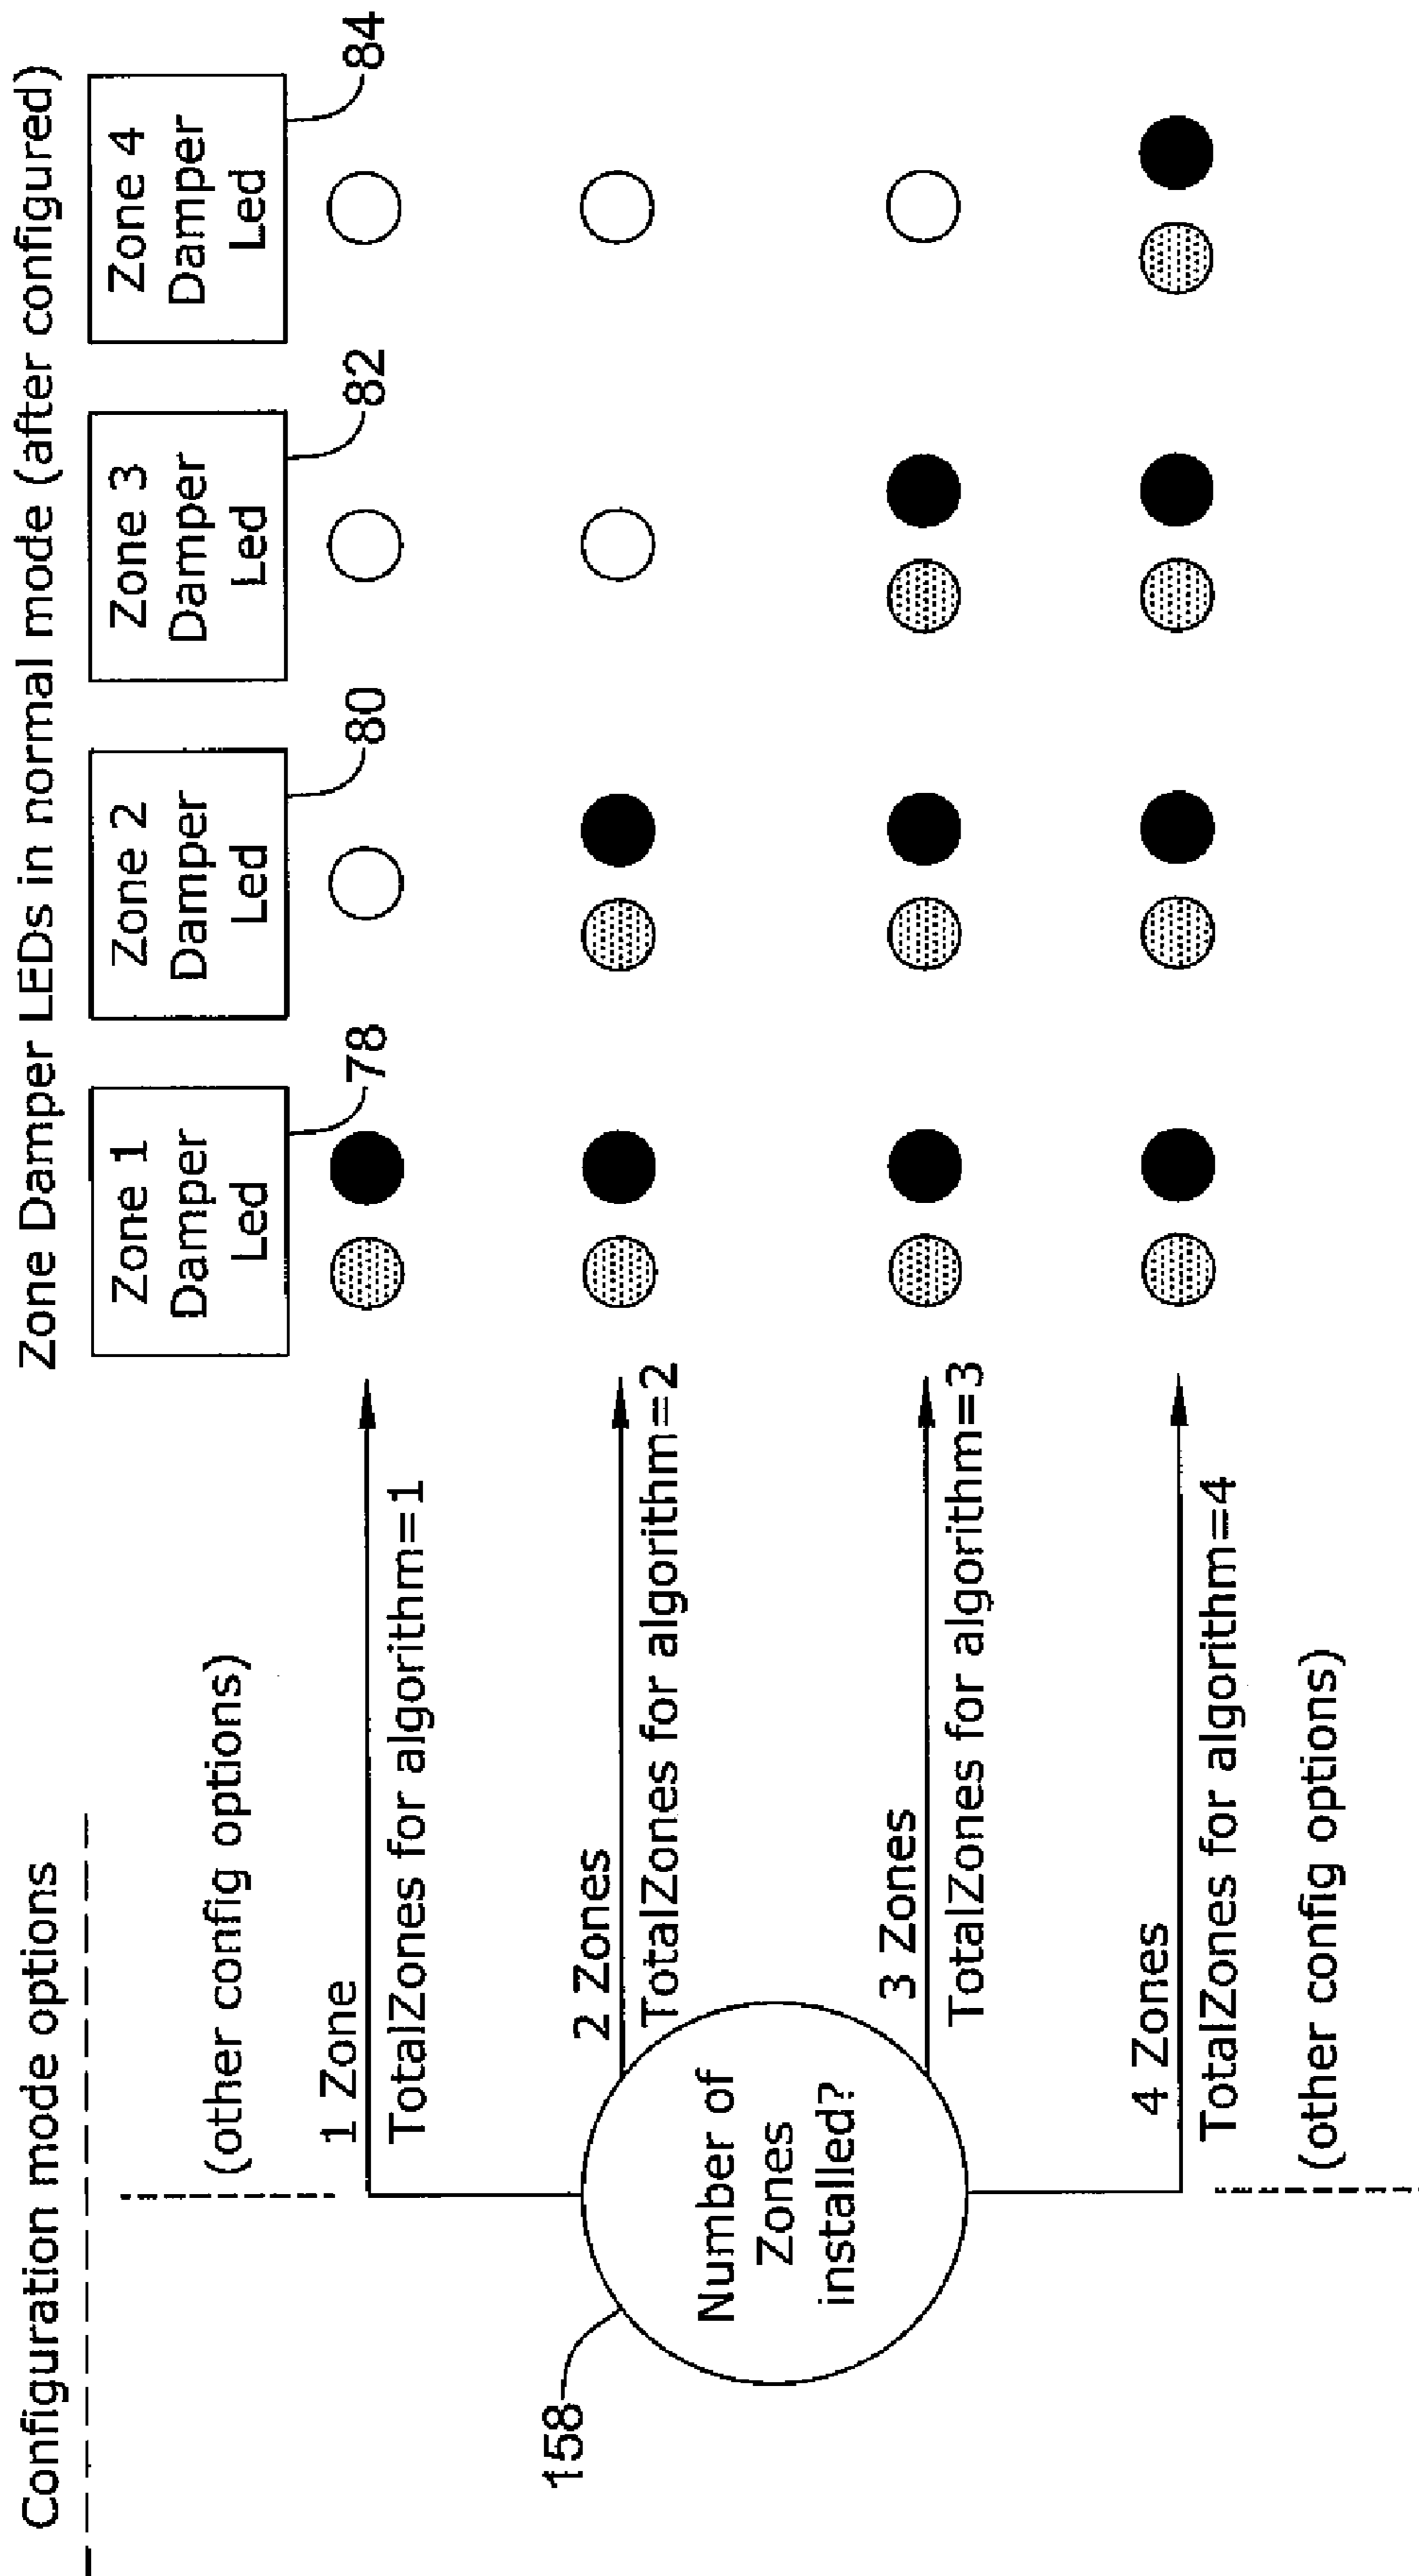 Configuration mode options
Zone Damper LEDs in normal mode (after configured)
Zone 1
Damper
Led
78
Zone 2
Damper
Led
80
Zone 3
Damper
Led
82
Zone 4
Damper
Led
84
(other config options)
1 Zone
TotalZones for algorithm=1
2 Zones
TotalZones for algorithm=2
158
Number of
Zones
installed?
3 Zones
TotalZones for algorithm=3
4 Zones
TotalZones for algorithm=4
(other config options)